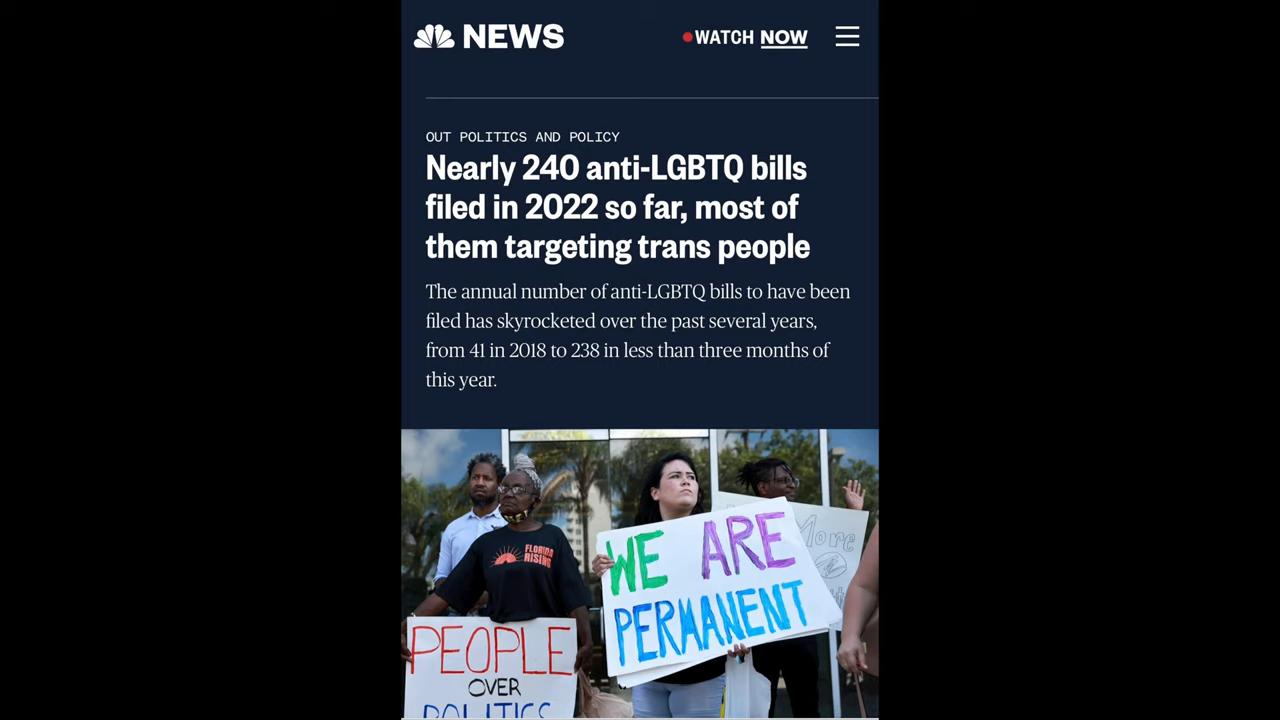 NEWS
WATCH NOW
OUT POLITICS AND POLICY
Nearly 240 anti-LGBTQ bills
filed in 2022 so far, most of
them targeting trans people
The annual number of anti-LGBTQ bills to have been
filed has skyrocketed over the past several years,
from 41 in 2018 to 238 in less than three months of
this year.
FLORIDA
RISING
WE ARE
PERMANENT
More
PEOPLE
OVER
POLITICS